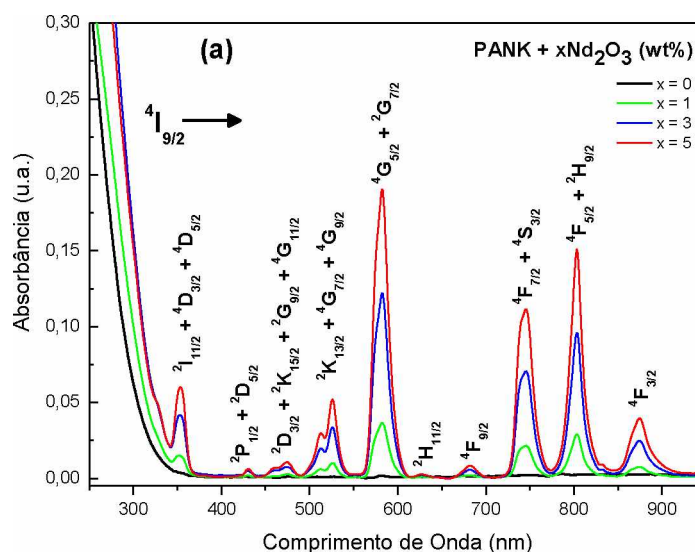 (a)
PANK + xNd₂O₃ (wt%)
x = 0
x = 1
x = 3
x = 5
⁴I₉/₂
²I₁₁/₂ + ⁴D₃/₂ + ⁴D₅/₂
²P₁/₂ + ²D₅/₂
²D₃/₂ + ²K₁₅/₂ + ²G₉/₂ + ⁴G₁₁/₂
²K₁₃/₂ + ⁴G₇/₂ + ⁴G₉/₂
⁴G₅/₂ + ²G₇/₂
²H₁₁/₂
⁴F₉/₂
⁴F₇/₂ + ⁴S₃/₂
⁴F₅/₂ + ²H₉/₂
⁴F₃/₂
Absorbância (u.a.)
0,30
0,25
0,20
0,15
0,10
0,05
0,00
300 400 500 600 700 800 900
Comprimento de Onda (nm)